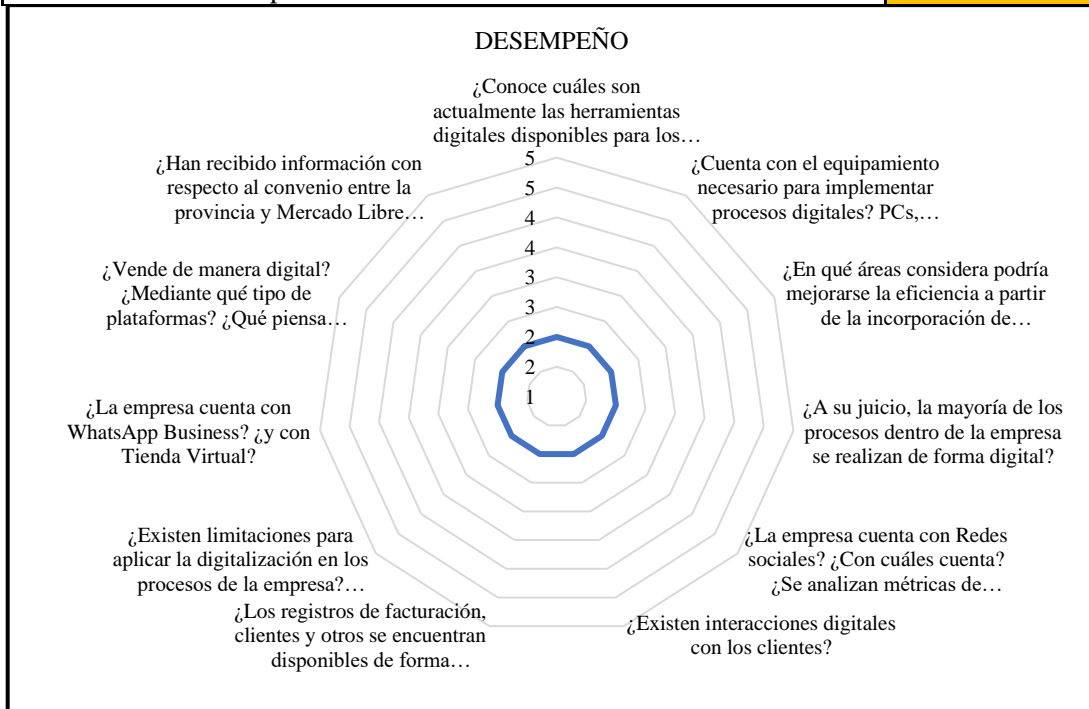 DESEMPEÑO
¿Conoce cuáles son
actualmente las herramientas
digitales disponibles para los…
¿Cuenta con el equipamiento
necesario para implementar
procesos digitales? PCs,…
¿En qué áreas considera podría
mejorarse la eficiencia a partir
de la incorporación de…
¿A su juicio, la mayoría de los
procesos dentro de la empresa
se realizan de forma digital?
¿La empresa cuenta con Redes
sociales? ¿Con cuáles cuenta?
¿Se analizan métricas de…
¿Existen interacciones digitales
con los clientes?
¿Los registros de facturación,
clientes y otros se encuentran
disponibles de forma…
¿Existen limitaciones para
aplicar la digitalización en los
procesos de la empresa?…
¿La empresa cuenta con
WhatsApp Business? ¿y con
Tienda Virtual?
¿Vende de manera digital?
¿Mediante qué tipo de
plataformas? ¿Qué piensa…
¿Han recibido información con
respecto al convenio entre la
provincia y Mercado Libre…
5
5
4
4
3
3
2
2
1